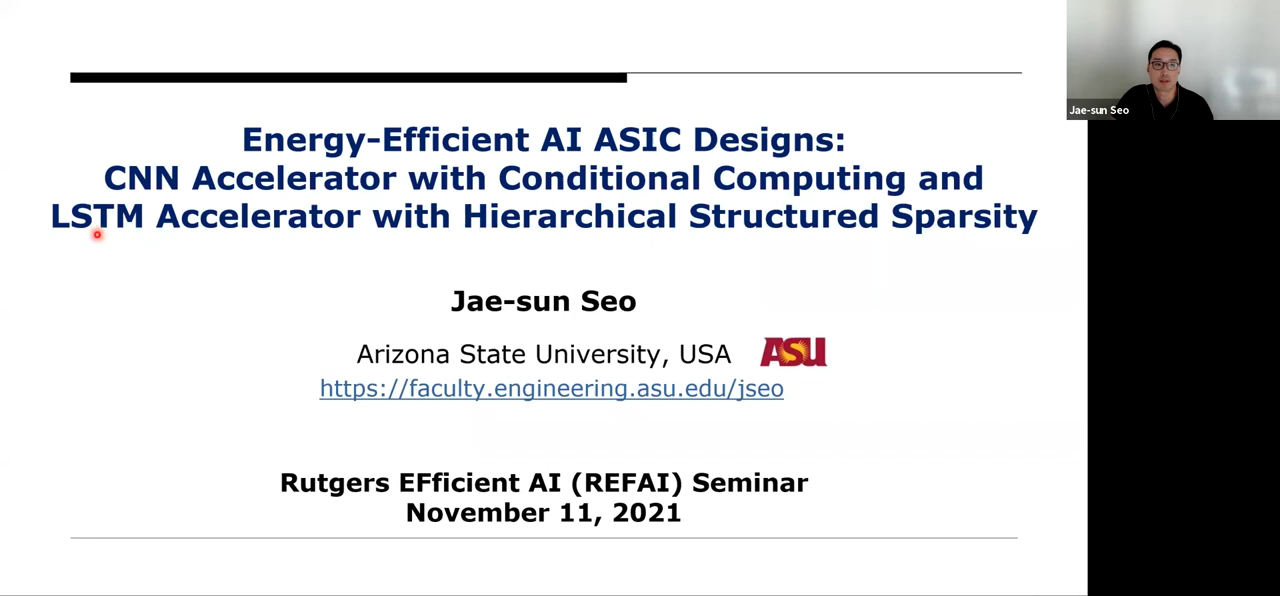 Energy-Efficient AI ASIC Designs:
CNN Accelerator with Conditional Computing and
LSTM Accelerator with Hierarchical Structured Sparsity
Jae-sun Seo
Arizona State University, USA
ASU
https://faculty.engineering.asu.edu/jseo
Rutgers EFficient AI (REFAI) Seminar
November 11, 2021
Jae-sun Seo